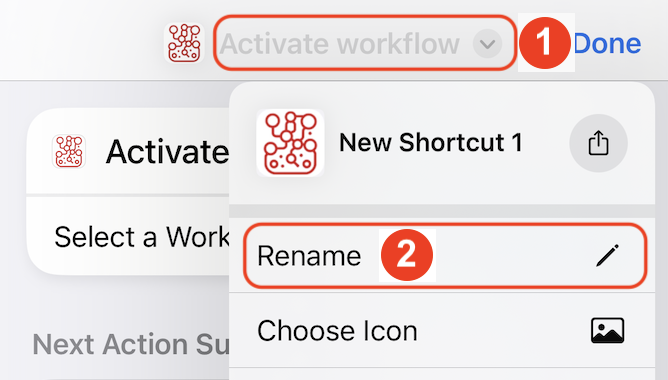 Activate workflow
1
Done
New Shortcut 1
Activate
Select a Work
Rename
2
Choose Icon
Next Action Su